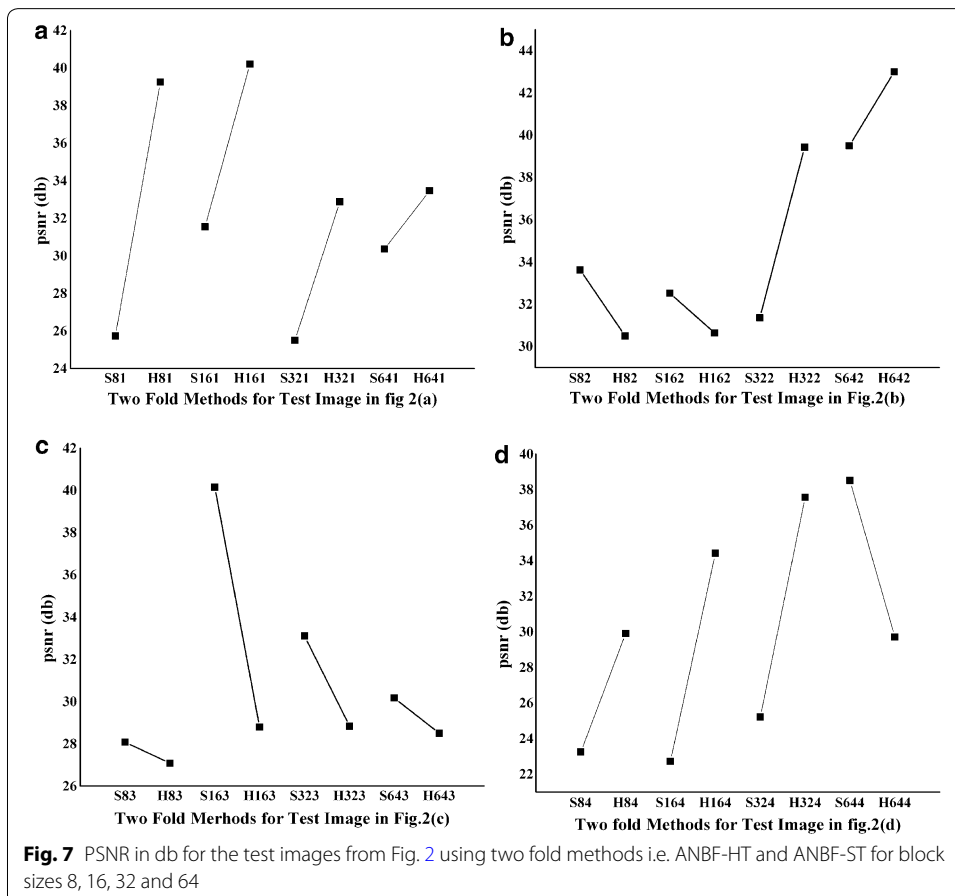 a
42
40
38
36
34
32
30
28
26
24
psnr (db)
S81 H81 S161 H161 S321 H321 S641 H641
Two Fold Methods for Test Image in fig 2(a)
b
44
42
40
38
36
34
32
30
psnr (db)
S82 H82 S162 H162 S322 H322 S642 H642
Two Fold Methods for Test Image in Fig.2(b)
c
42
40
38
36
34
32
30
28
26
psnr (db)
S83 H83 S163 H163 S323 H323 S643 H643
Two Fold Merhods for Test Image in Fig.2(c)
d
40
38
36
34
32
30
28
26
24
22
psnr (db)
S84 H84 S164 H164 S324 H324 S644 H644
Two fold Methods for Test Image in fig.2(d)
Fig. 7 PSNR in db for the test images from Fig. 2 using two fold methods i.e. ANBF-HT and ANBF-ST for block
sizes 8, 16, 32 and 64